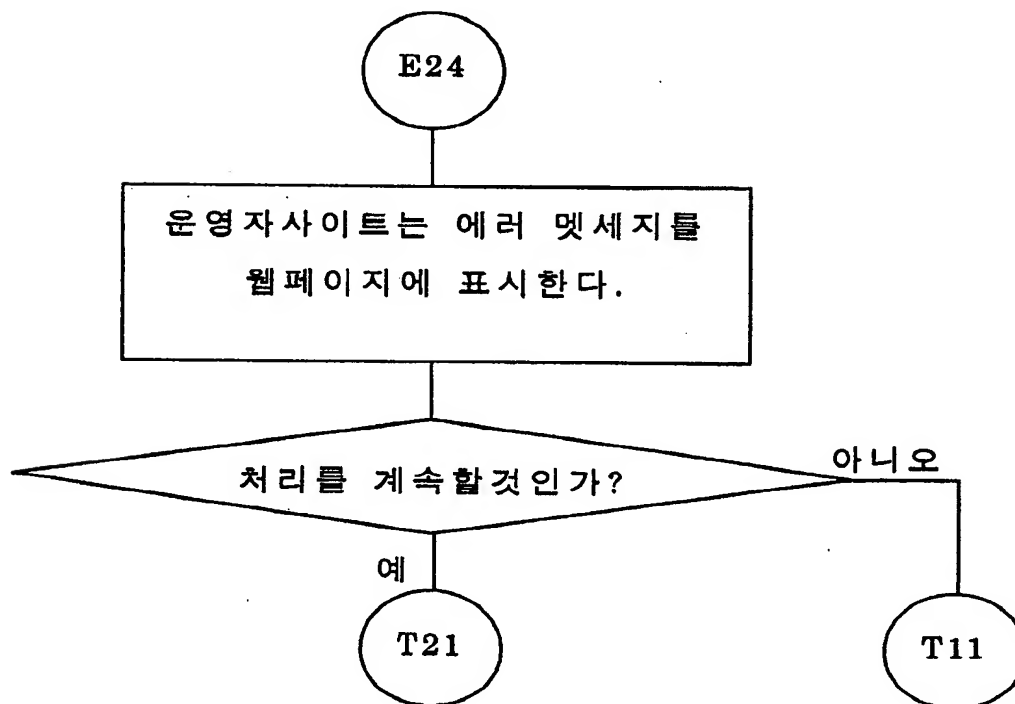 E24
운영자사이트는 에러 멧세지를
웹페이지에 표시한다.
처리를 계속할것인가?
아니오
예
T21
T11